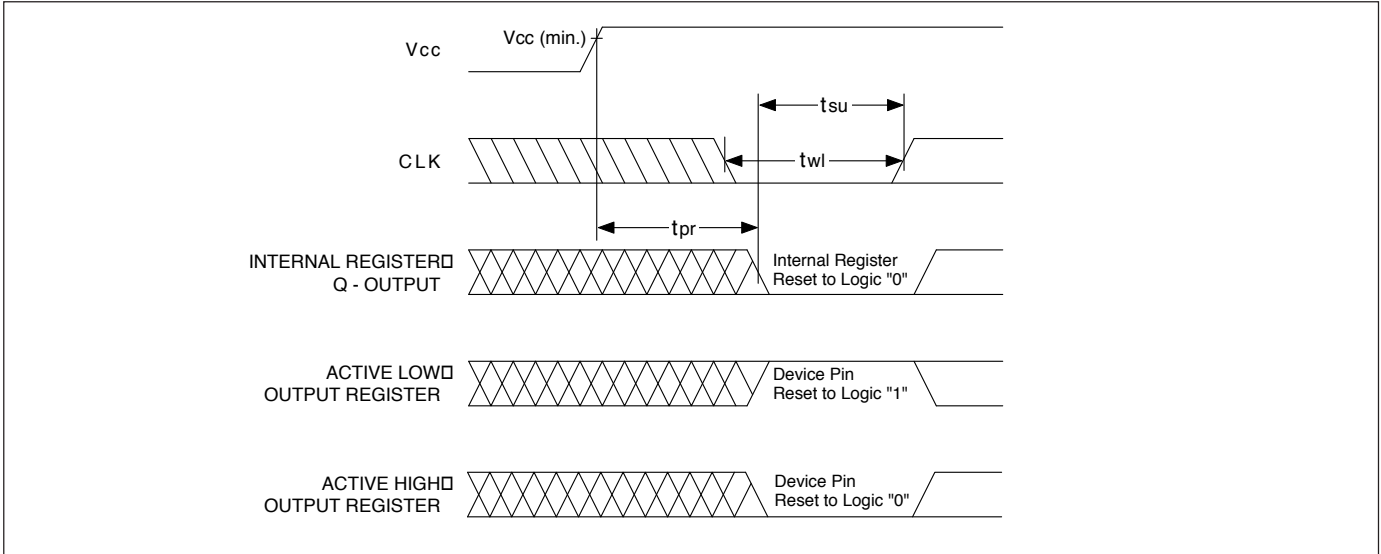 Vcc
Vcc (min.)
tsu
CLK
twl
tpr
INTERNAL REGISTER□
Q - OUTPUT
Internal Register
Reset to Logic "0"
ACTIVE LOW□
OUTPUT REGISTER
Device Pin
Reset to Logic "1"
ACTIVE HIGH□
OUTPUT REGISTER
Device Pin
Reset to Logic "0"